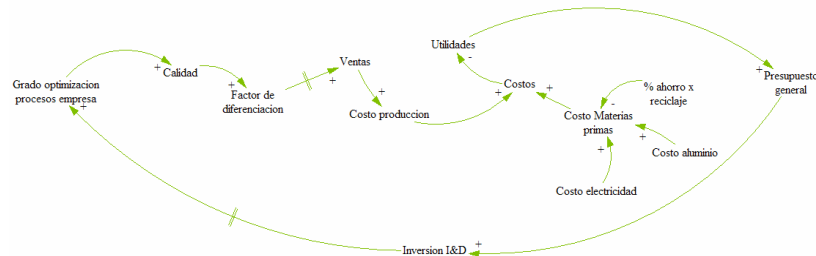 Grado optimizacion
procesos empresa
+
+
Calidad
+
Factor de
diferenciacion
+
Ventas
+
Costo produccion
Utilidades
-
Costos
+
+
% ahorro x
reciclaje
-
Costo Materias
primas
+
+
Costo aluminio
Costo electricidad
+
Presupuesto
general
Inversion I&D
+